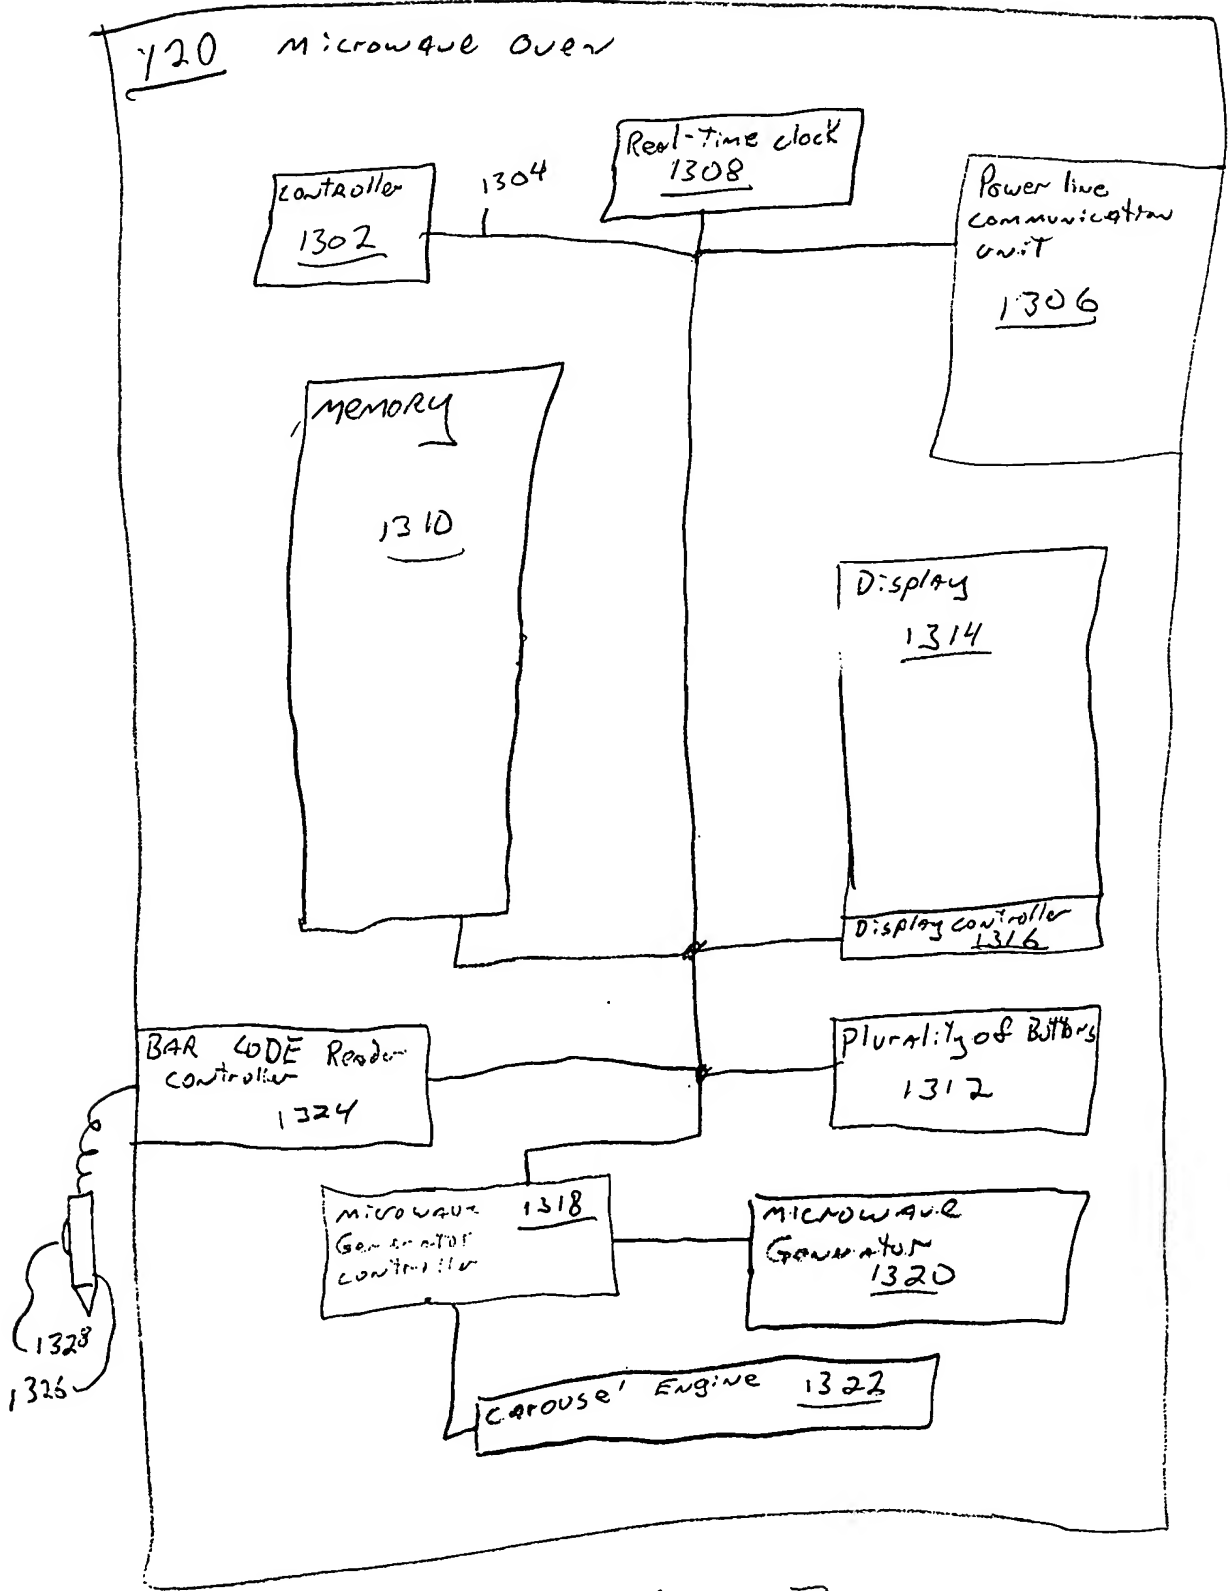 420 Microwave Oven
Real-Time clock
1308
1304
controller
1302
Power line
communication
unit
1306
Memory
1310
Display
1314
Display controller
1316
BAR CODE Reader
controller
1324
Plurality of Buttons
1312
Microwave 1318
Generator
controller
Microwave
Generator
1320
1328
1326
Carousel Engine 1322